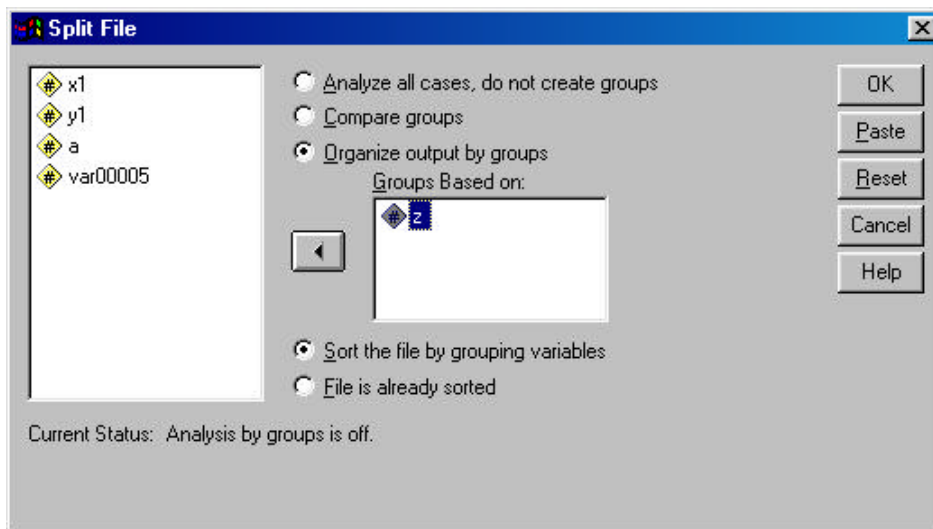 Split File
# x1
# y1
# a
# var00005
Analyze all cases, do not create groups
Compare groups
Organize output by groups
Groups Based on:
# z
Sort the file by grouping variables
File is already sorted
OK
Paste
Reset
Cancel
Help
Current Status: Analysis by groups is off.